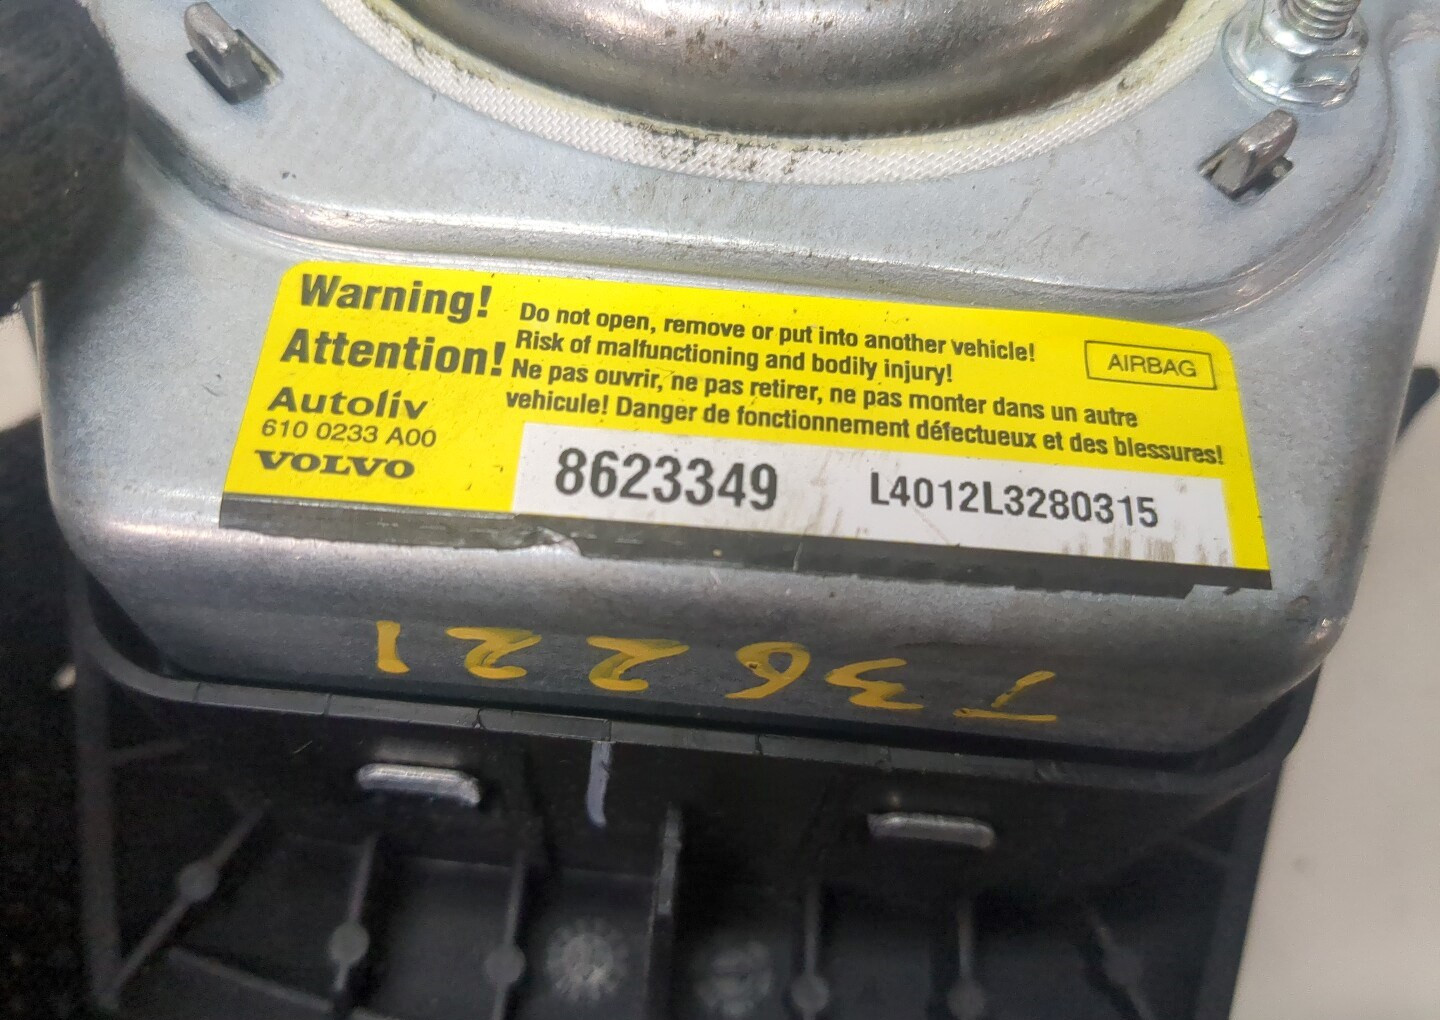 Warning!
Attention!
Do not open, remove or put into another vehicle!
Risk of malfunctioning and bodily injury!
Ne pas ouvrir, ne pas retirer, ne pas monter dans un autre
vehicule! Danger de fonctionnement défectueux et des blessures!
AIRBAG
Autoliv
610 0233 A00
VOLVO
8623349 L4012L3280315
T36221